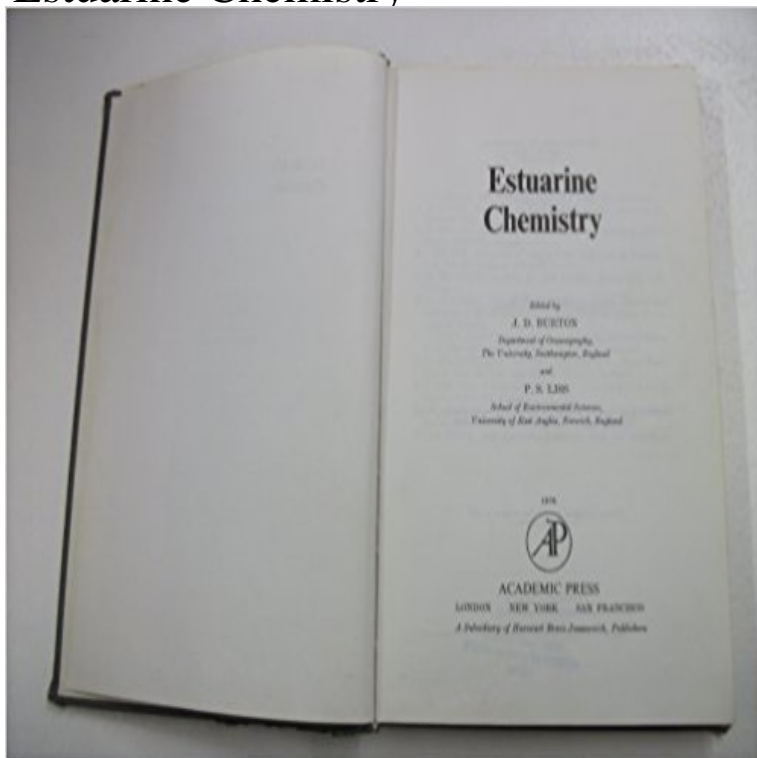 Estuarine Chemistry
Estuarine
Chemistry
Edited by
J. D. BURTON
Department of Oceanography,
The University, Southampton, England
and
P. S. LISS
School of Environmental Sciences,
University of East Anglia, Norwich, England
1976
AP
ACADEMIC PRESS
LONDON NEW YORK SAN FRANCISCO
A Subsidiary of Harcourt Brace Jovanovich, Publishers